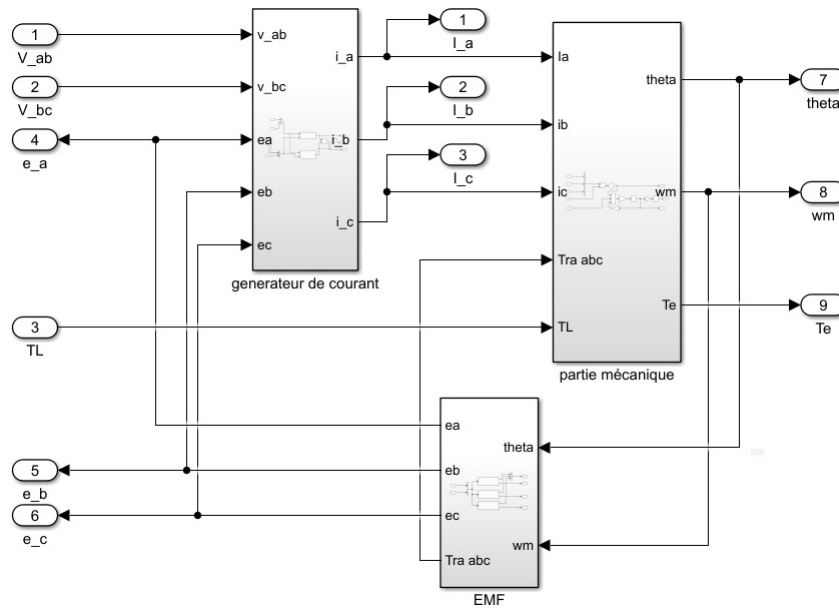 1
V_ab
2
V_bc
4
e_a
3
TL
5
e_b
6
e_c
v_ab
v_bc
ea
eb
ec
i_a
i_b
i_c
generateur de courant
1
I_a
2
I_b
3
I_c
Ia
ib
ic
Tra abc
TL
theta
wm
Te
partie mécanique
7
theta
8
wm
9
Te
ea
eb
ec
Tra abc
theta
wm
EMF